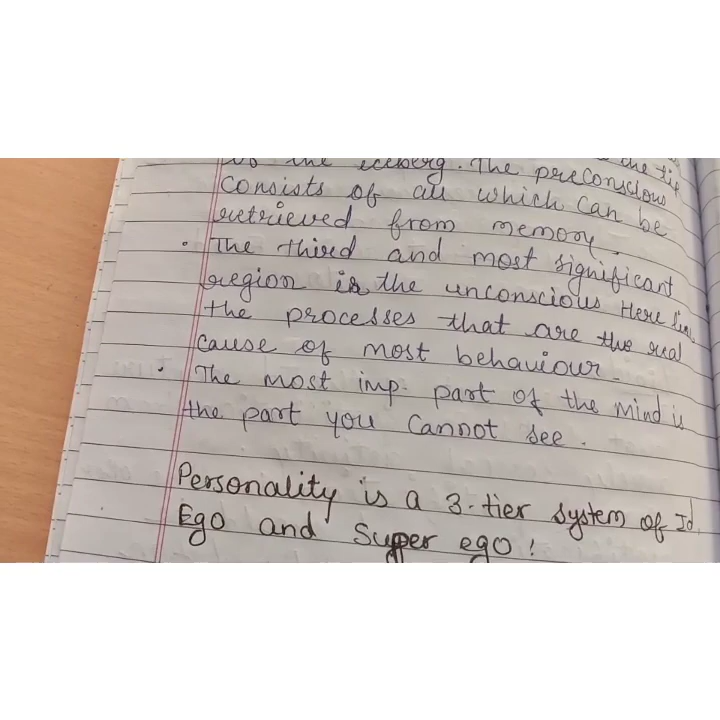 the iceberg. The preconscious the tip
consists of all which can be
retrieved from memory.
• The third and most significant
region is the unconscious Here lies
the processes that are the real
cause of most behaviour.
• The most imp. part of the mind is
the part you cannot see.
Personality is a 3-tier system of Id,
Ego and Super ego!